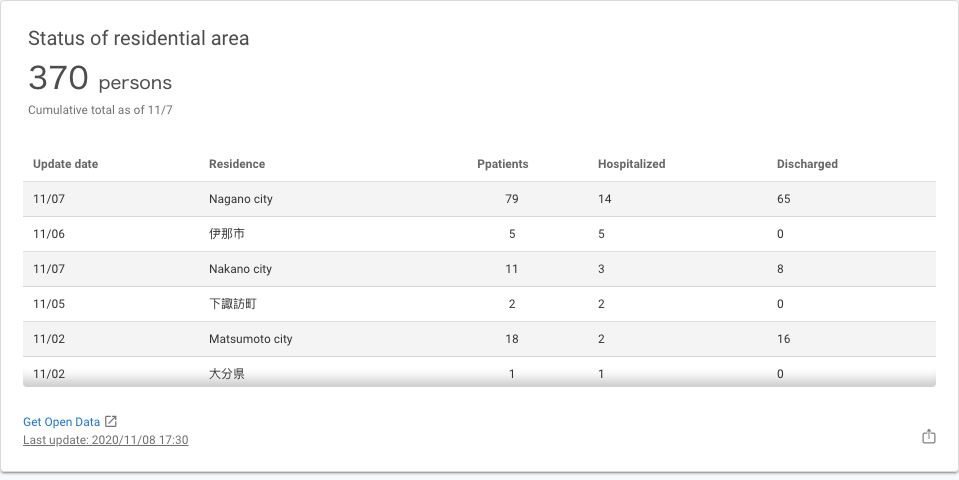 Status of residential area
370 persons
Cumulative total as of 11/7
Update date Residence Ppatients Hospitalized Discharged
11/07 Nagano city 79 14 65
11/06 伊那市 5 5 0
11/07 Nakano city 11 3 8
11/05 下諏訪町 2 2 0
11/02 Matsumoto city 18 2 16
11/02 大分県 1 1 0
Get Open Data
Last update: 2020/11/08 17:30